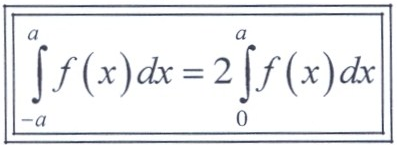 ∫_{-a}^{a} f(x)dx = 2∫_{0}^{a} f(x)dx